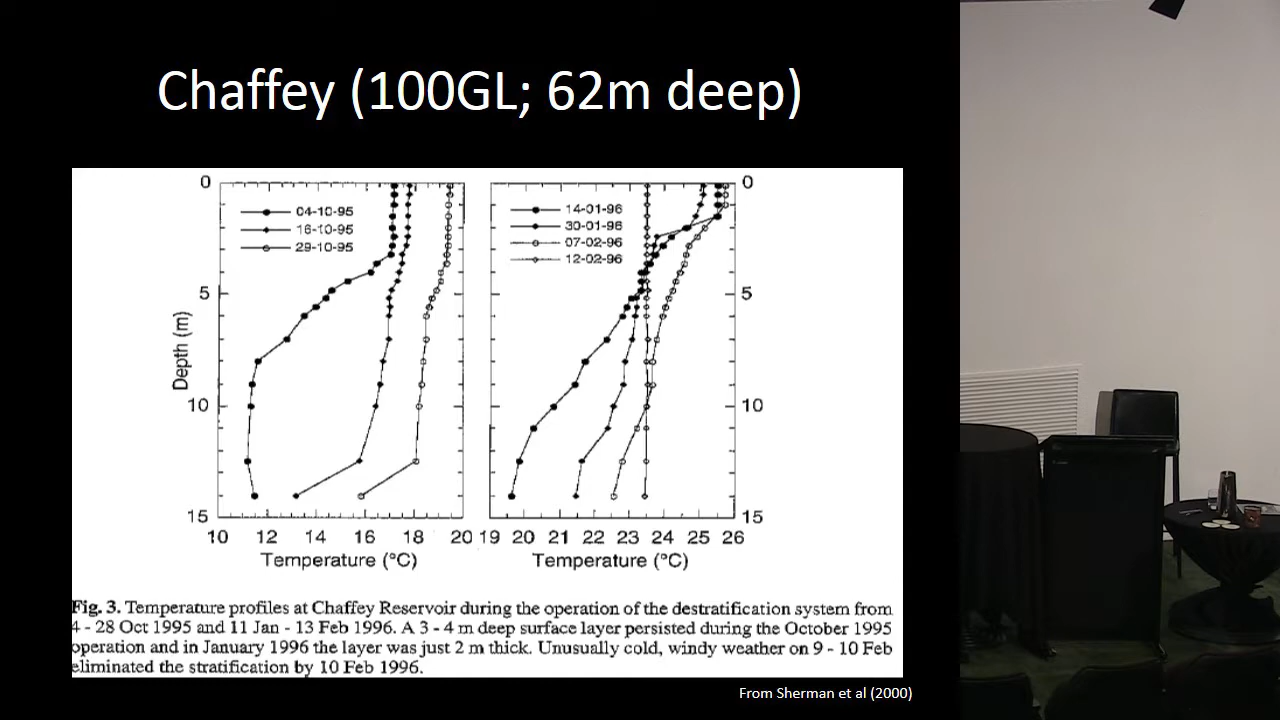 Chaffey (100GL; 62m deep)
0
04-10-95
16-10-95
29-10-95
5
10
15
Depth (m)
10 12 14 16 18 20
Temperature (°C)
14-01-96
30-01-96
07-02-96
12-02-96
0
5
10
15
19 20 21 22 23 24 25 26
Temperature (°C)
Fig. 3. Temperature profiles at Chaffey Reservoir during the operation of the destratification system from
4 - 28 Oct 1995 and 11 Jan - 13 Feb 1996. A 3 - 4 m deep surface layer persisted during the October 1995
operation and in January 1996 the layer was just 2 m thick. Unusually cold, windy weather on 9 - 10 Feb
eliminated the stratification by 10 Feb 1996.
From Sherman et al (2000)